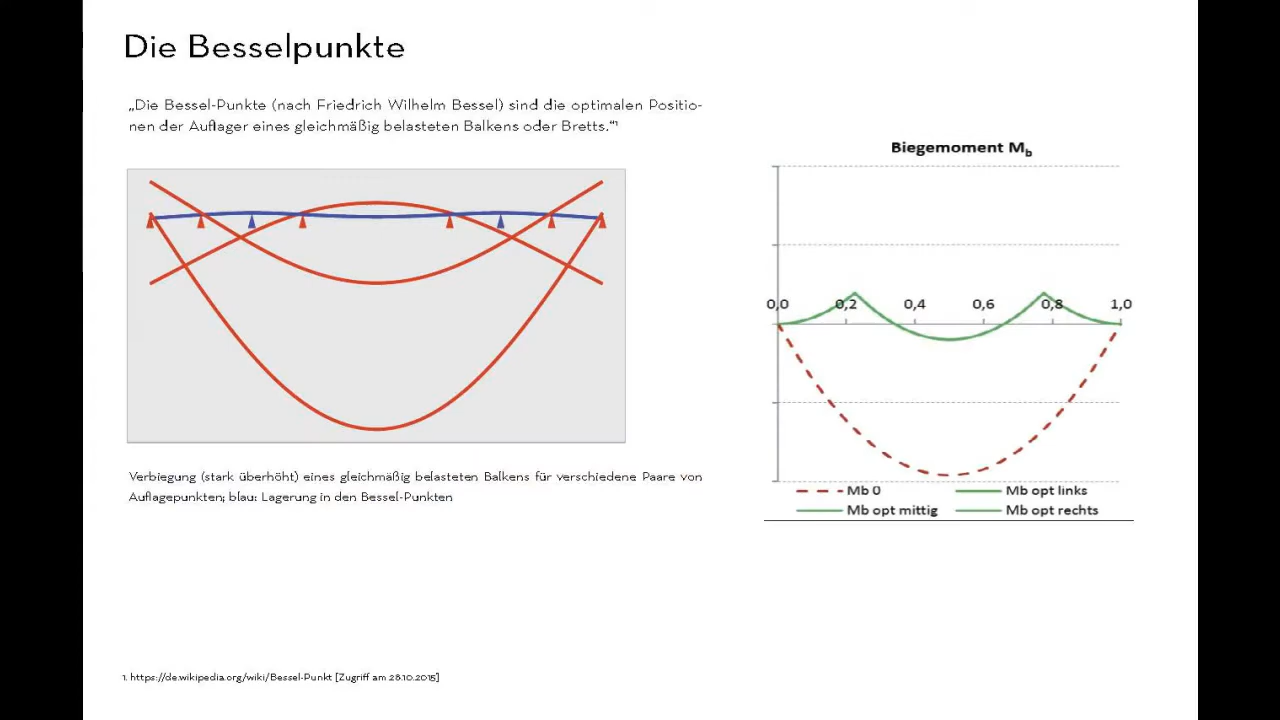 Die Besselpunkte
„Die Bessel-Punkte (nach Friedrich Wilhelm Bessel) sind die optimalen Positio-
nen der Auflager eines gleichmäßig belasteten Balkens oder Bretts.“¹
Biegemoment Mb
0,0 0,2 0,4 0,6 0,8 1,0
Mb 0 Mb opt links
Mb opt mittig Mb opt rechts
Verbiegung (stark überhöht) eines gleichmäßig belasteten Balkens für verschiedene Paare von
Auflagepunkten; blau: Lagerung in den Bessel-Punkten
1. https://de.wikipedia.org/wiki/Bessel-Punkt [Zugriff am 28.10.2015]